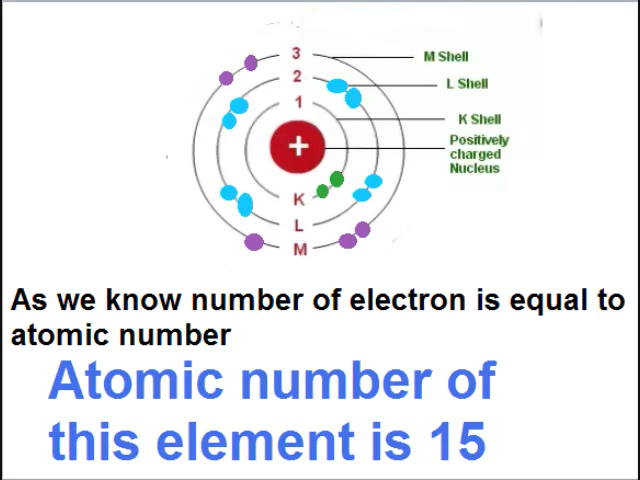 3
M Shell
2
L Shell
1
K Shell
+
Positively
charged
Nucleus
K
L
M
As we know number of electron is equal to
atomic number
Atomic number of
this element is 15